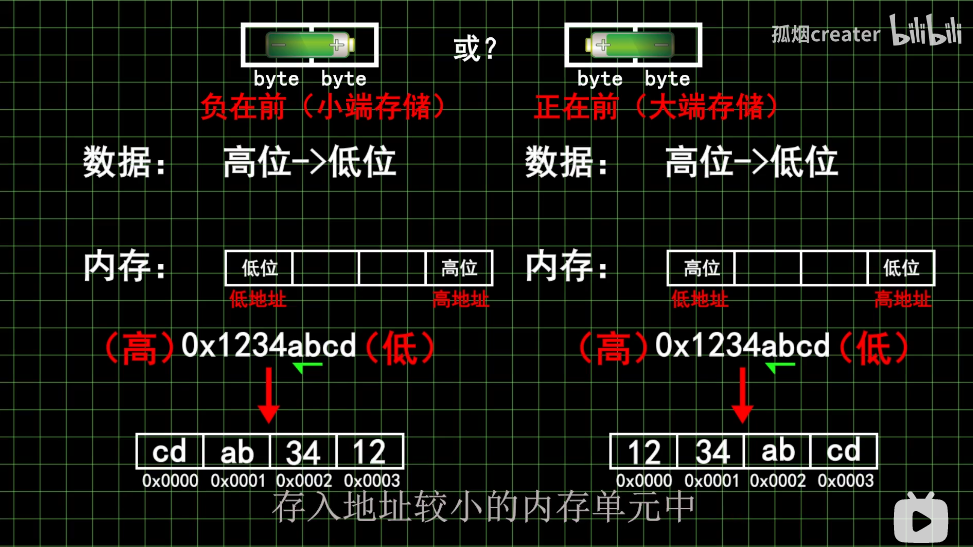 孤烟creater bilibili
- + 或? + -
byte byte byte byte
负在前（小端存储） 正在前（大端存储）
数据： 高位->低位 数据： 高位->低位
内存： 低位 高位 内存： 高位 低位
低地址 高地址 低地址 高地址
（高）0x1234abcd（低） （高）0x1234abcd（低）
cd ab 34 12 12 34 ab cd
0x0000 0x0001 0x0002 0x0003 0x0000 0x0001 0x0002 0x0003
存入地址较小的内存单元中